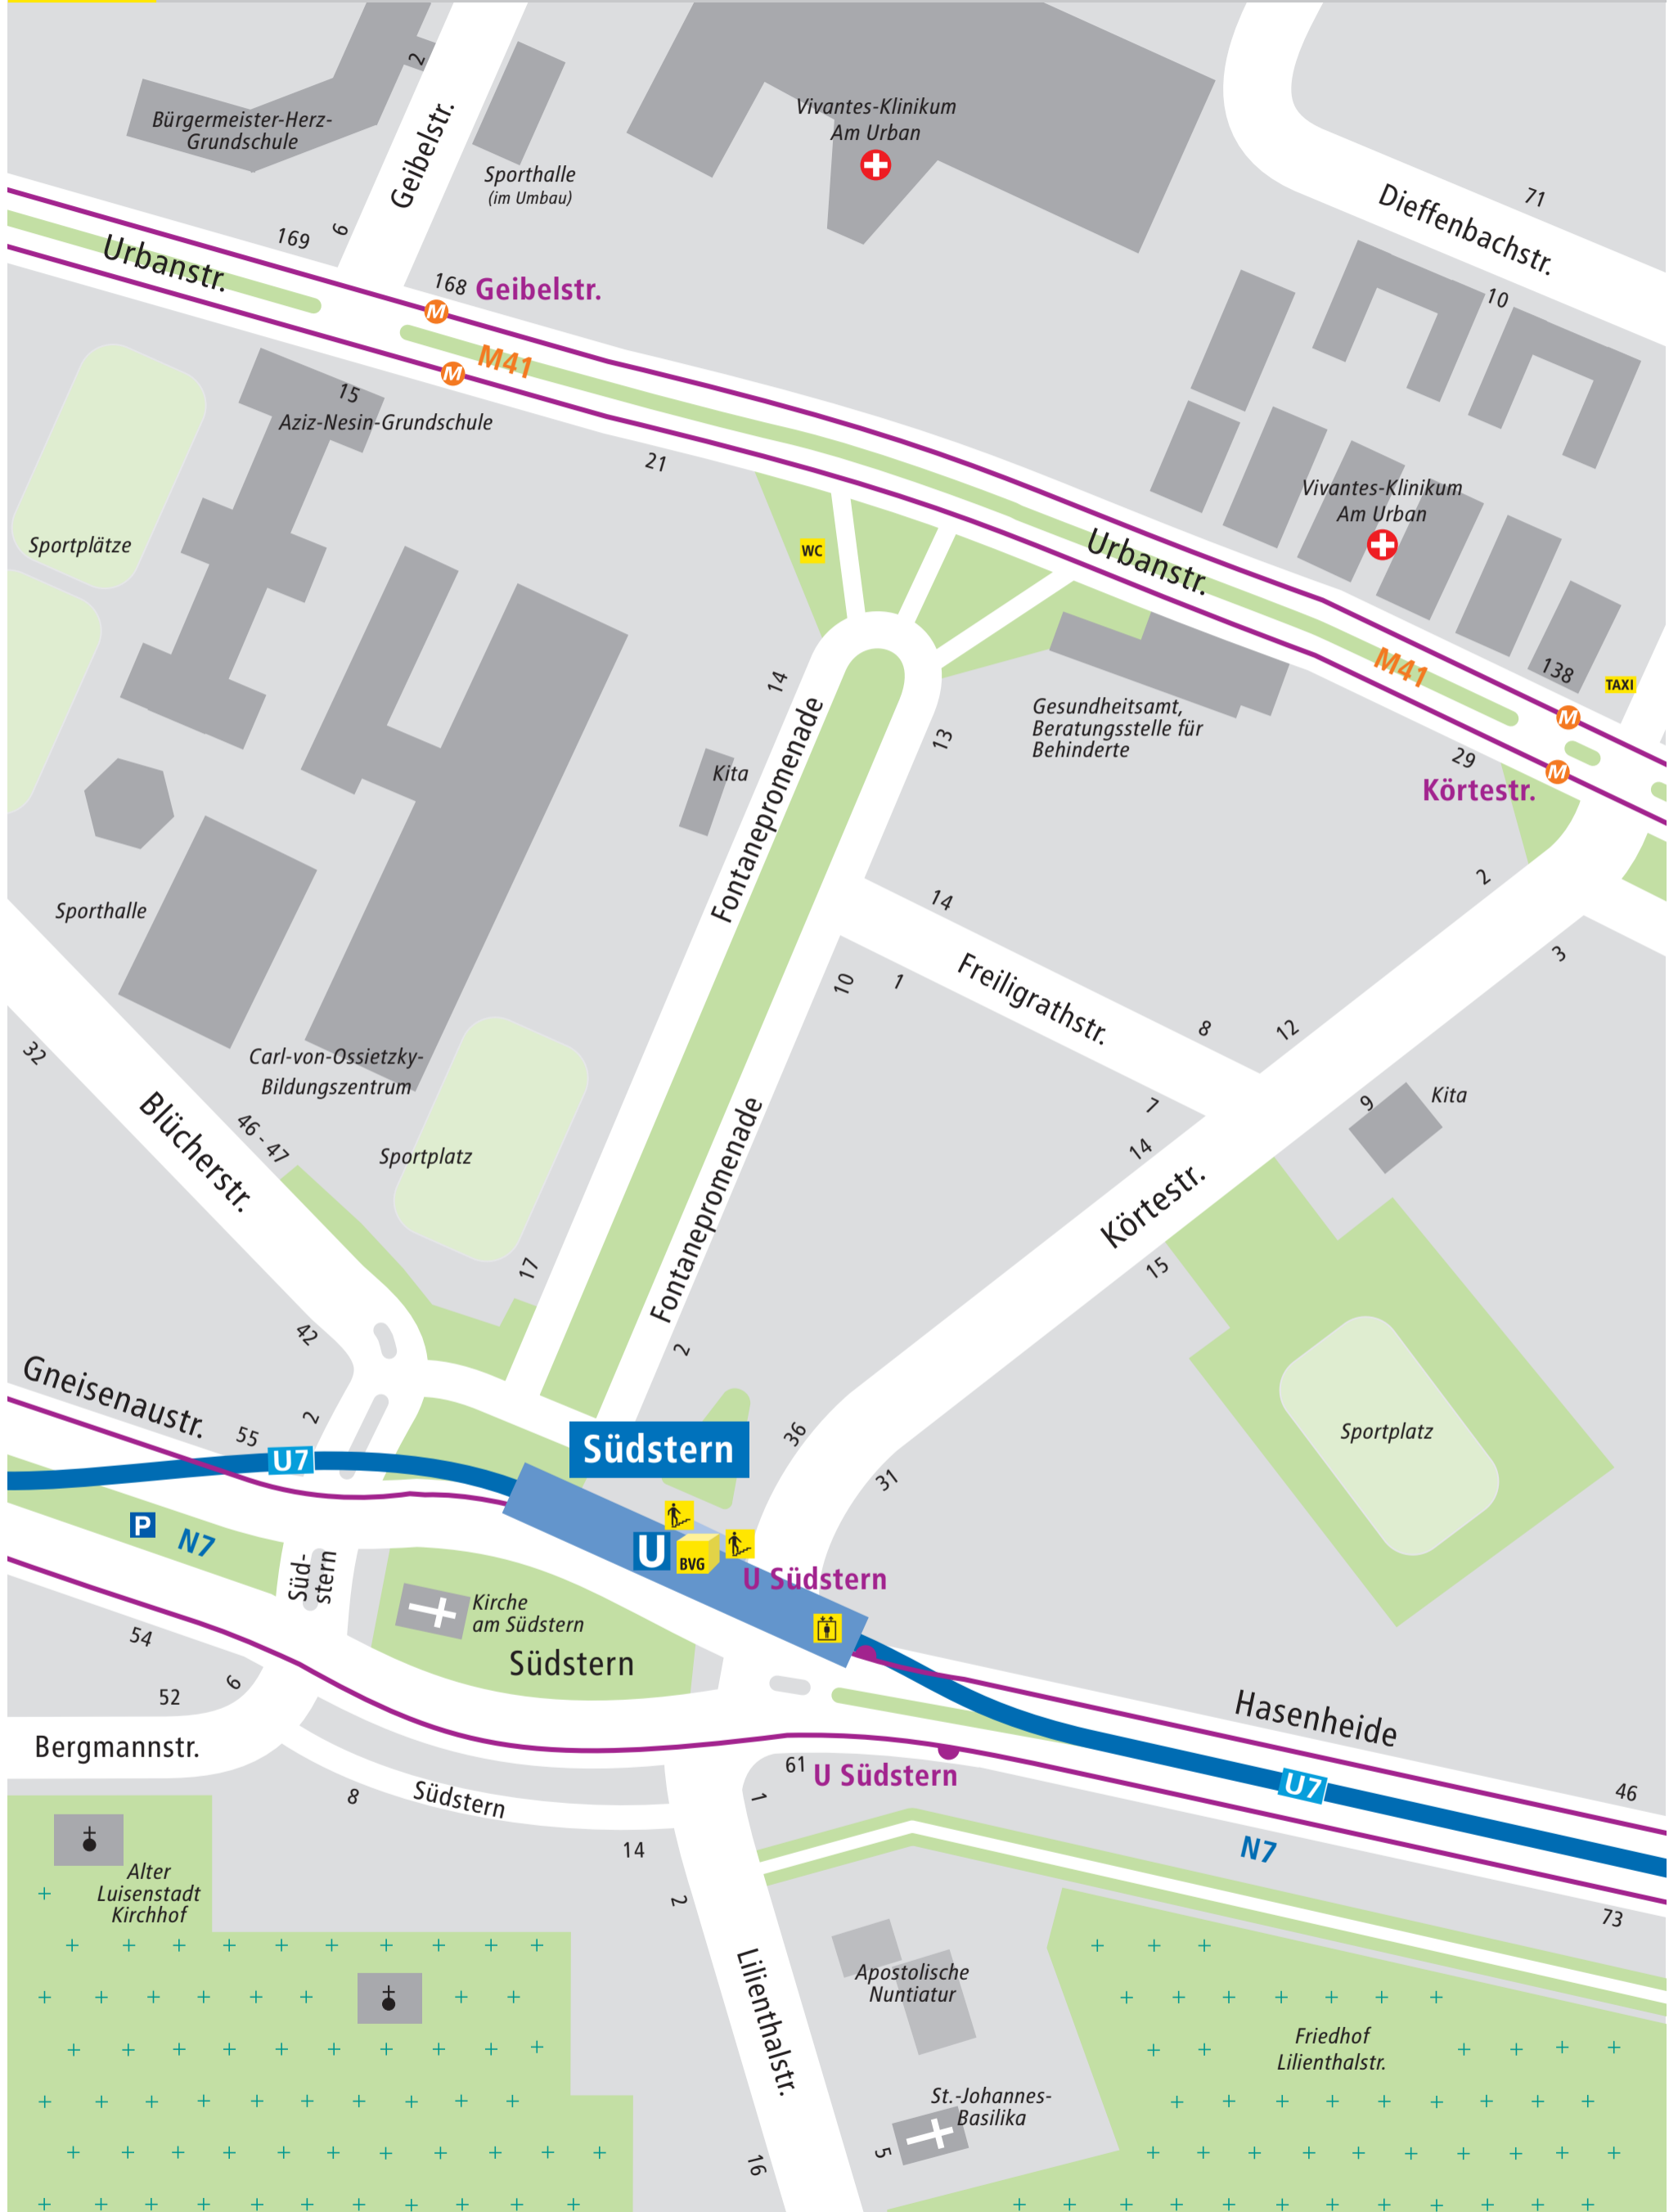 2
Bürgermeister-Herz-
Grundschule
Geibelstr.
Sporthalle
(im Umbau)
Vivantes-Klinikum
Am Urban
71
Dieffenbachstr.
10
169
6
Urbanstr.
168
Geibelstr.
M
M41
M
15
Aziz-Nesin-Grundschule
21
Sportplätze
WC
Urbanstr.
Vivantes-Klinikum
Am Urban
M41
138
TAXI
M
29
M
Körtestr.
14
Fontanepromenade
13
Gesundheitsamt,
Beratungsstelle für
Behinderte
Kita
2
3
Sporthalle
14
10
1
Freiligrathstr.
8
12
32
Carl-von-Ossietzky-
Bildungszentrum
Blücherstr.
46 - 47
Sportplatz
Fontanepromenade
7
14
9
Kita
Körtestr.
15
17
42
2
Gneisenaustr.
55
2
U7
Südstern
36
31
Sportplatz
P
N7
Süd-
stern
U
BVG
U Südstern
Kirche
am Südstern
Südstern
54
52
6
Bergmannstr.
Hasenheide
61
U Südstern
U7
46
8
Südstern
1
14
N7
2
73
Alter
Luisenstadt
Kirchhof
Lilienthalstr.
Apostolische
Nuntiatur
Friedhof
Lilienthalstr.
St.-Johannes-
Basilika
16
5